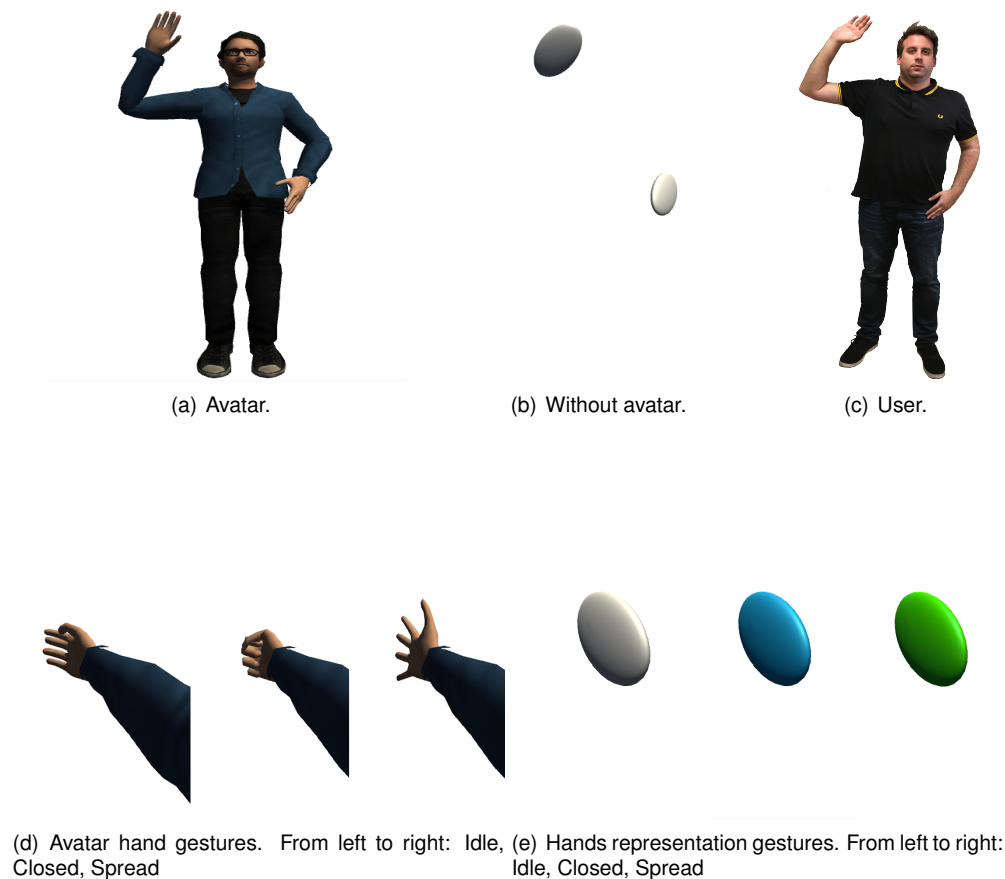 (a) Avatar.
(b) Without avatar.
(c) User.
(d) Avatar hand gestures. From left to right: Idle,
Closed, Spread
(e) Hands representation gestures. From left to right:
Idle, Closed, Spread